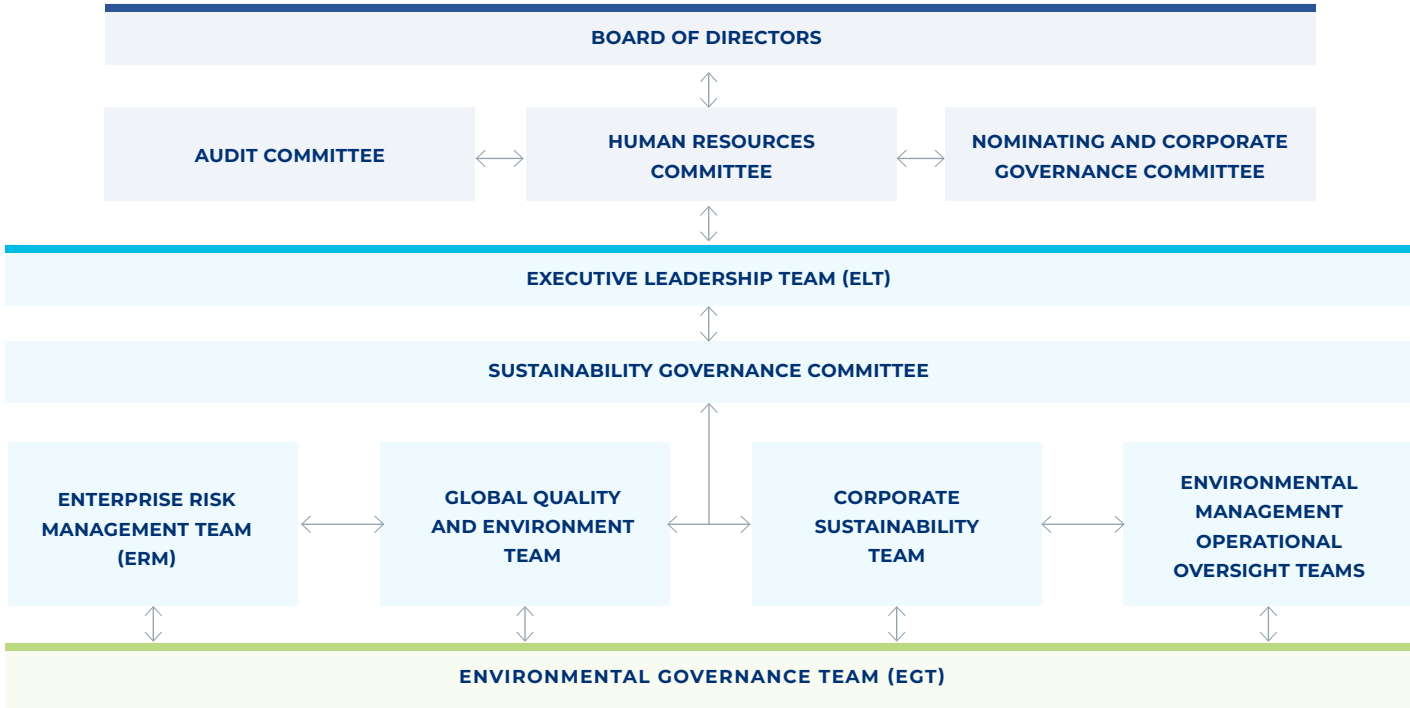 BOARD OF DIRECTORS
AUDIT COMMITTEE
HUMAN RESOURCES
COMMITTEE
NOMINATING AND CORPORATE
GOVERNANCE COMMITTEE
EXECUTIVE LEADERSHIP TEAM (ELT)
SUSTAINABILITY GOVERNANCE COMMITTEE
ENTERPRISE RISK
MANAGEMENT TEAM
(ERM)
GLOBAL QUALITY
AND ENVIRONMENT
TEAM
CORPORATE
SUSTAINABILITY
TEAM
ENVIRONMENTAL
MANAGEMENT
OPERATIONAL
OVERSIGHT TEAMS
ENVIRONMENTAL GOVERNANCE TEAM (EGT)